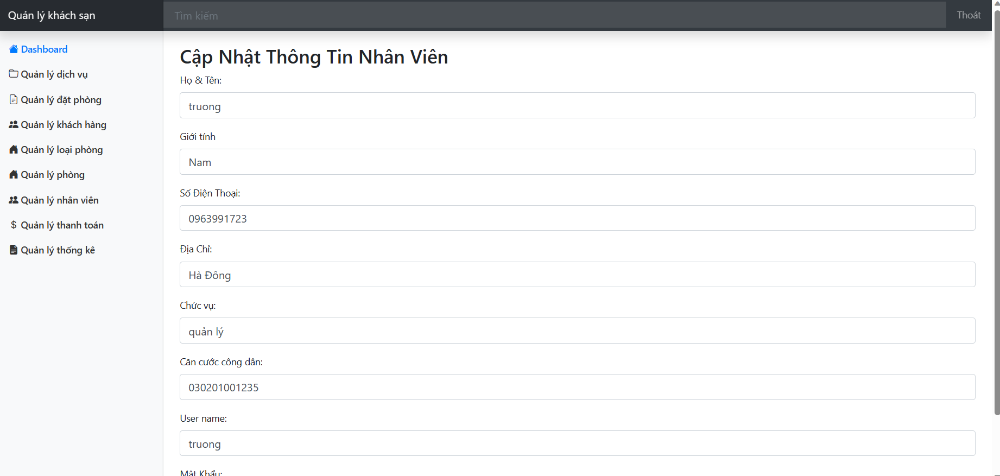 Quản lý khách sạn
Tìm kiếm
Thoát
Dashboard
Quản lý dịch vụ
Quản lý đặt phòng
Quản lý khách hàng
Quản lý loại phòng
Quản lý phòng
Quản lý nhân viên
Quản lý thanh toán
Quản lý thống kê
Cập Nhật Thông Tin Nhân Viên
Họ & Tên:
truong
Giới tính
Nam
Số Điện Thoại:
0963991723
Địa Chỉ:
Hà Đông
Chức vụ:
quản lý
Căn cước công dân:
030201001235
User name:
truong
Mật Khẩu: